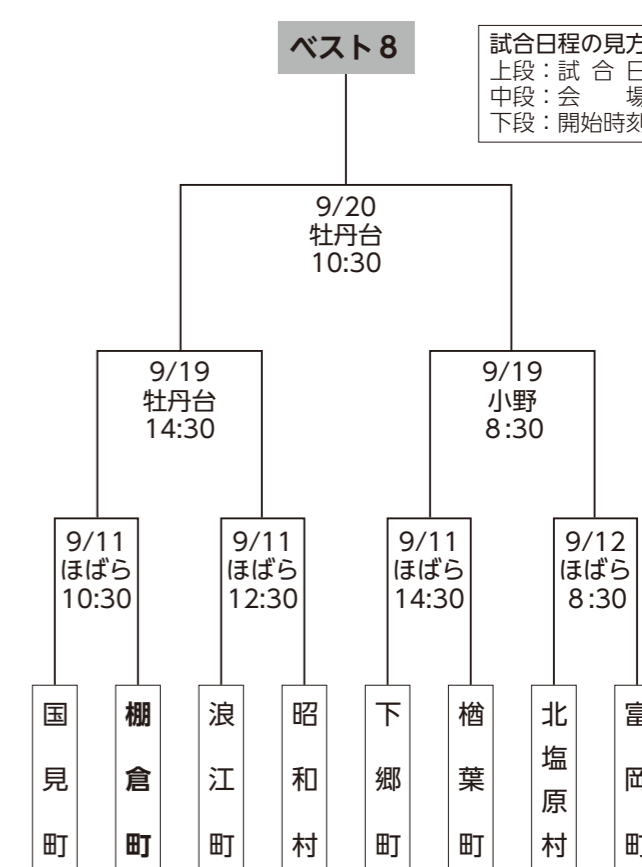 ベスト8
試合日程の見方
上段：試合日
中段：会場
下段：開始時刻
9/20
牡丹台
10:30
9/19
牡丹台
14:30
9/19
小野
8:30
9/11
ほばら
10:30
9/11
ほばら
12:30
9/11
ほばら
14:30
9/12
ほばら
8:30
国見町
棚倉町
浪江町
昭和村
下郷町
楢葉町
北塩原村
富岡町